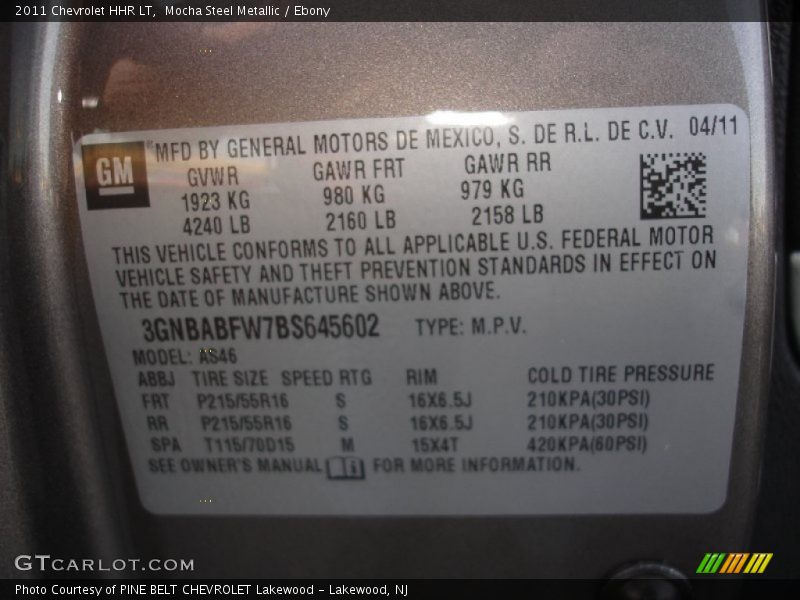 2011 Chevrolet HHR LT, Mocha Steel Metallic / Ebony
GM
MFD BY GENERAL MOTORS DE MEXICO, S. DE R.L. DE C.V. 04/11
GVWR GAWR FRT GAWR RR
1923 KG 980 KG 979 KG
4240 LB 2160 LB 2158 LB
THIS VEHICLE CONFORMS TO ALL APPLICABLE U.S. FEDERAL MOTOR
VEHICLE SAFETY AND THEFT PREVENTION STANDARDS IN EFFECT ON
THE DATE OF MANUFACTURE SHOWN ABOVE.
3GNBABFW7BS645602 TYPE: M.P.V.
MODEL: AS46
ABBJ TIRE SIZE SPEED RTG RIM COLD TIRE PRESSURE
FRT P215/55R16 S 16X6.5J 210KPA(30PSI)
RR P215/55R16 S 16X6.5J 210KPA(30PSI)
SPA T115/70D15 M 15X4T 420KPA(60PSI)
SEE OWNER'S MANUAL FOR MORE INFORMATION.
GTCARLOT.COM
Photo Courtesy of PINE BELT CHEVROLET Lakewood - Lakewood, NJ